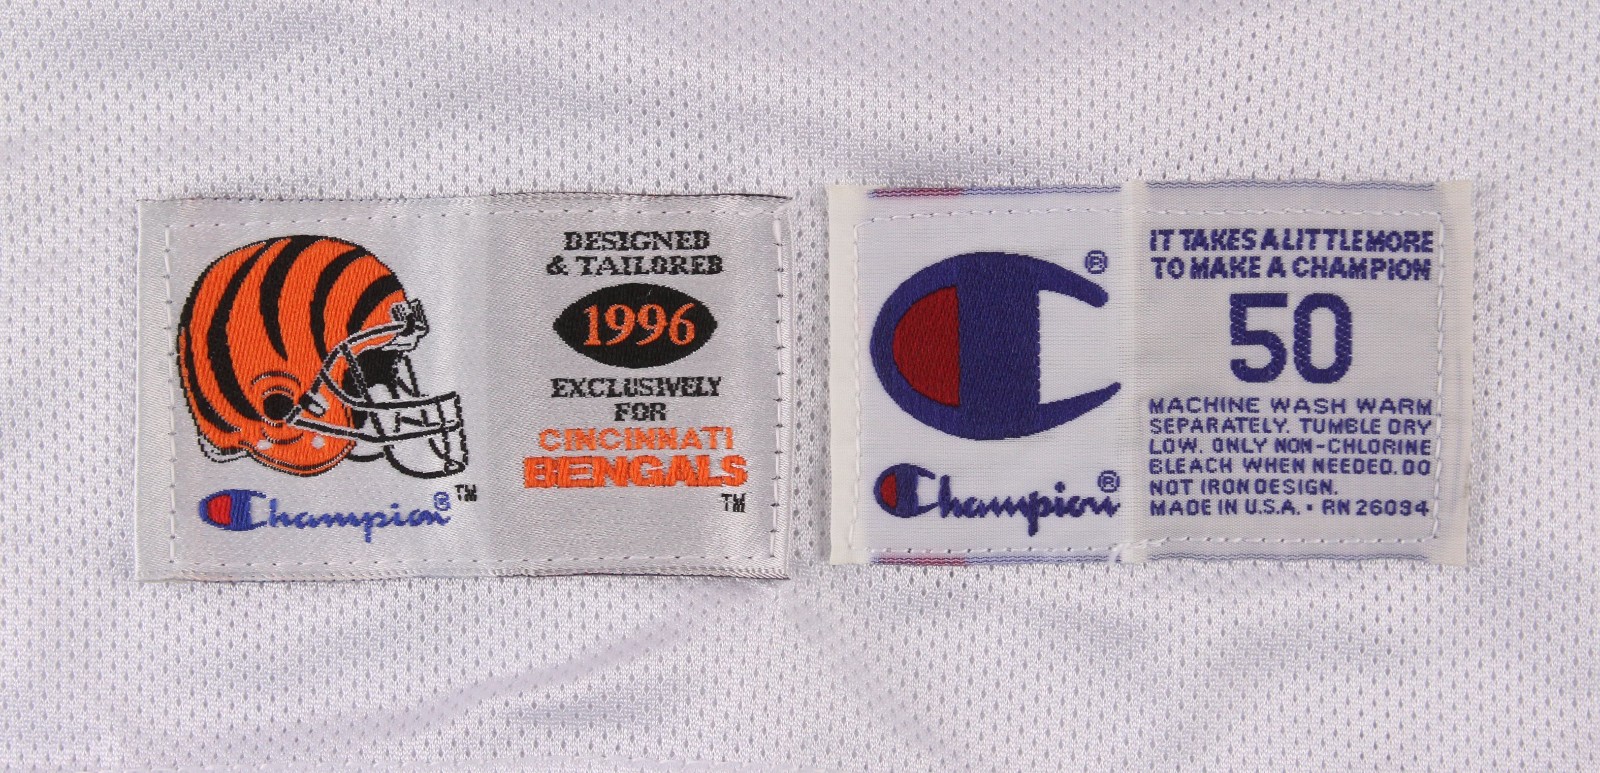 DESIGNED
& TAILORED
1996
EXCLUSIVELY
FOR
CINCINNATI
BENGALS
TM
Champion® TM
®
Champion®
IT TAKES A LITTLE MORE
TO MAKE A CHAMPION
50
MACHINE WASH WARM
SEPARATELY. TUMBLE DRY
LOW. ONLY NON-CHLORINE
BLEACH WHEN NEEDED. DO
NOT IRON DESIGN.
MADE IN U.S.A. • RN 26094